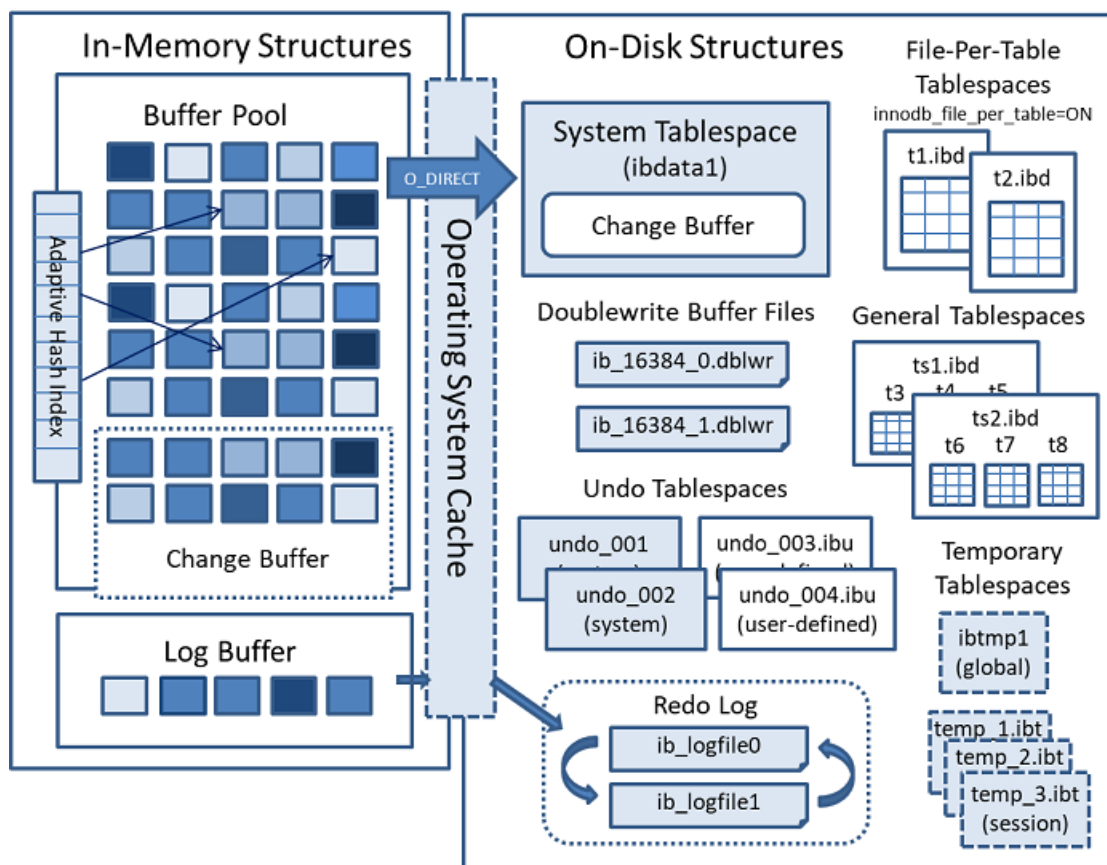 In-Memory Structures
Buffer Pool
Adaptive Hash Index
Change Buffer
Log Buffer
Operating System Cache
O_DIRECT
On-Disk Structures
System Tablespace
(ibdata1)
Change Buffer
Doublewrite Buffer Files
ib_16384_0.dblwr
ib_16384_1.dblwr
Undo Tablespaces
undo_001
undo_002
(system)
undo_003.ibu
undo_004.ibu
(user-defined)
Redo Log
ib_logfile0
ib_logfile1
File-Per-Table
Tablespaces
innodb_file_per_table=ON
t1.ibd
t2.ibd
General Tablespaces
ts1.ibd
t3 t4 t5
ts2.ibd
t6 t7 t8
Temporary
Tablespaces
ibtmp1
(global)
temp_1.ibt
temp_2.ibt
temp_3.ibt
(session)